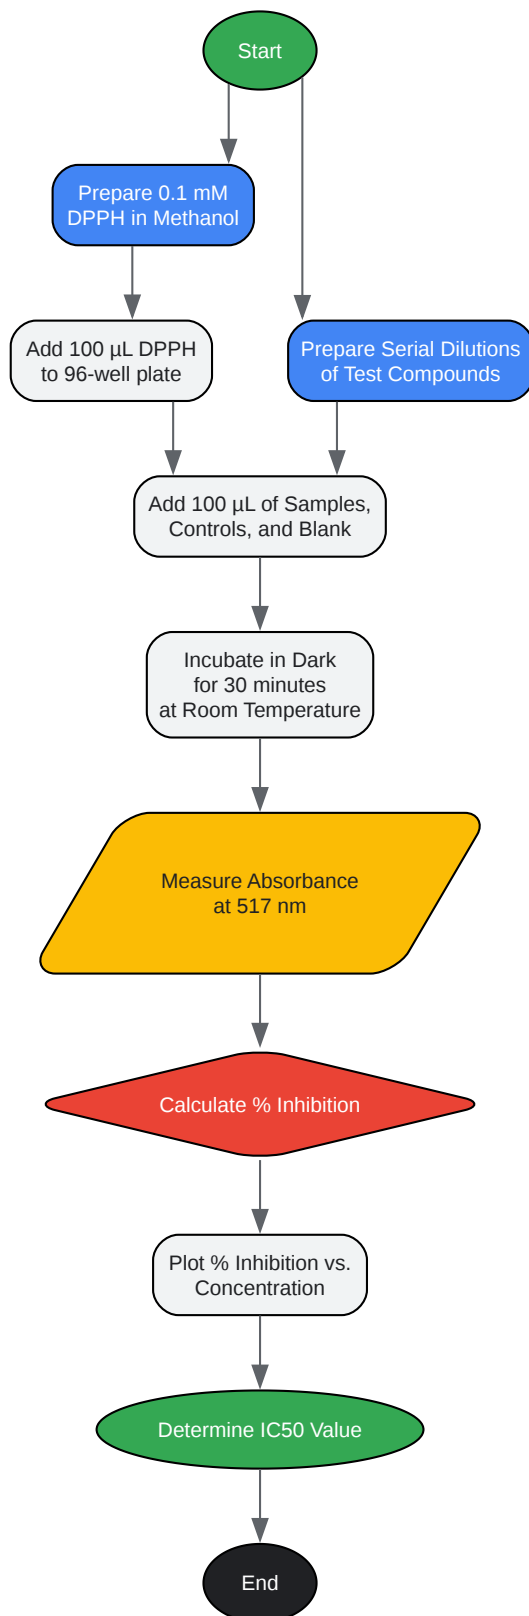 Start
Prepare 0.1 mM
DPPH in Methanol
Add 100 µL DPPH
to 96-well plate
Prepare Serial Dilutions
of Test Compounds
Add 100 µL of Samples,
Controls, and Blank
Incubate in Dark
for 30 minutes
at Room Temperature
Measure Absorbance
at 517 nm
Calculate % Inhibition
Plot % Inhibition vs.
Concentration
Determine IC50 Value
End